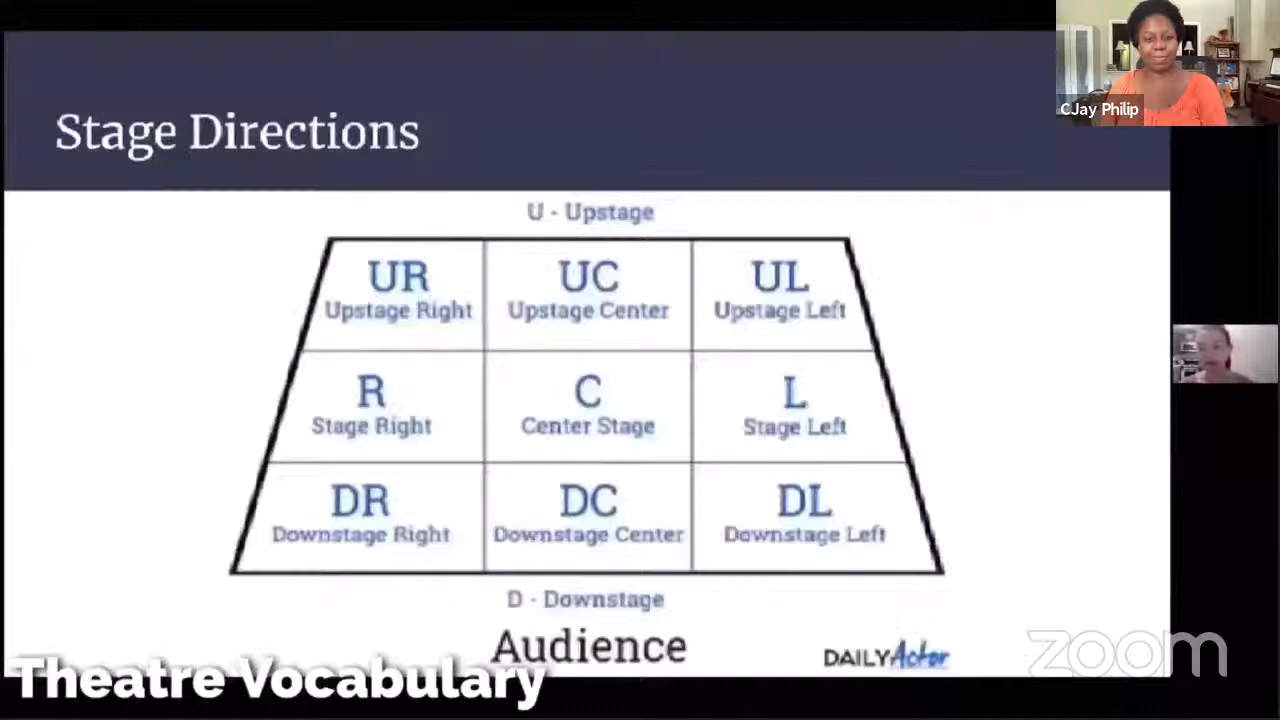 CJay Philip
Stage Directions
U - Upstage
UR
UC
UL
Upstage Right
Upstage Center
Upstage Left
R
C
L
Stage Right
Center Stage
Stage Left
DR
DC
DL
Downstage Right
Downstage Center
Downstage Left
D - Downstage
Audience
DAILYActor
zoom
Theatre Vocabulary